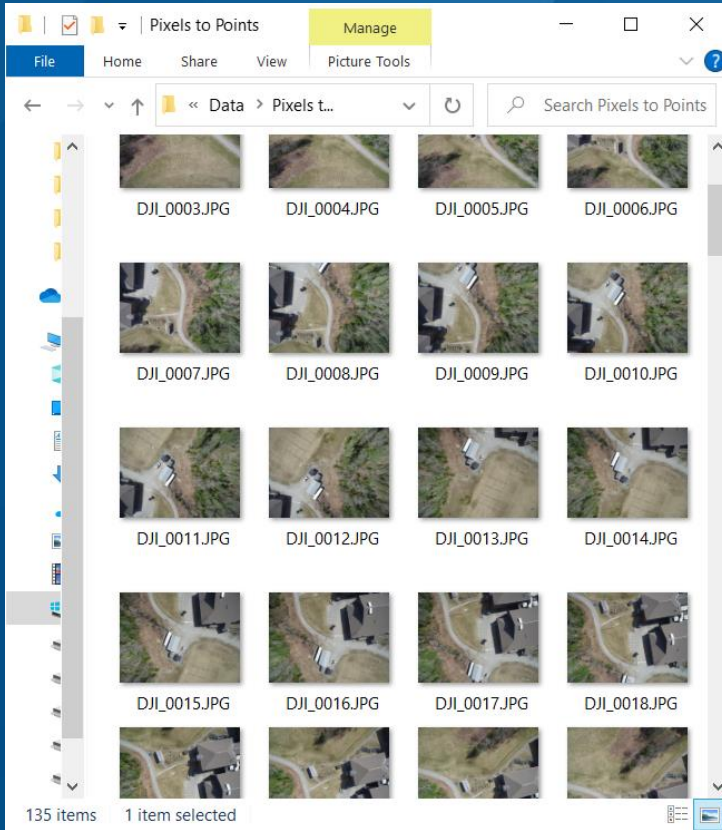 Pixels to Points
Manage
File
Home
Share
View
Picture Tools
?
« Data > Pixels t...
Search Pixels to Points
DJI_0003.JPG
DJI_0004.JPG
DJI_0005.JPG
DJI_0006.JPG
DJI_0007.JPG
DJI_0008.JPG
DJI_0009.JPG
DJI_0010.JPG
DJI_0011.JPG
DJI_0012.JPG
DJI_0013.JPG
DJI_0014.JPG
DJI_0015.JPG
DJI_0016.JPG
DJI_0017.JPG
DJI_0018.JPG
135 items
1 item selected